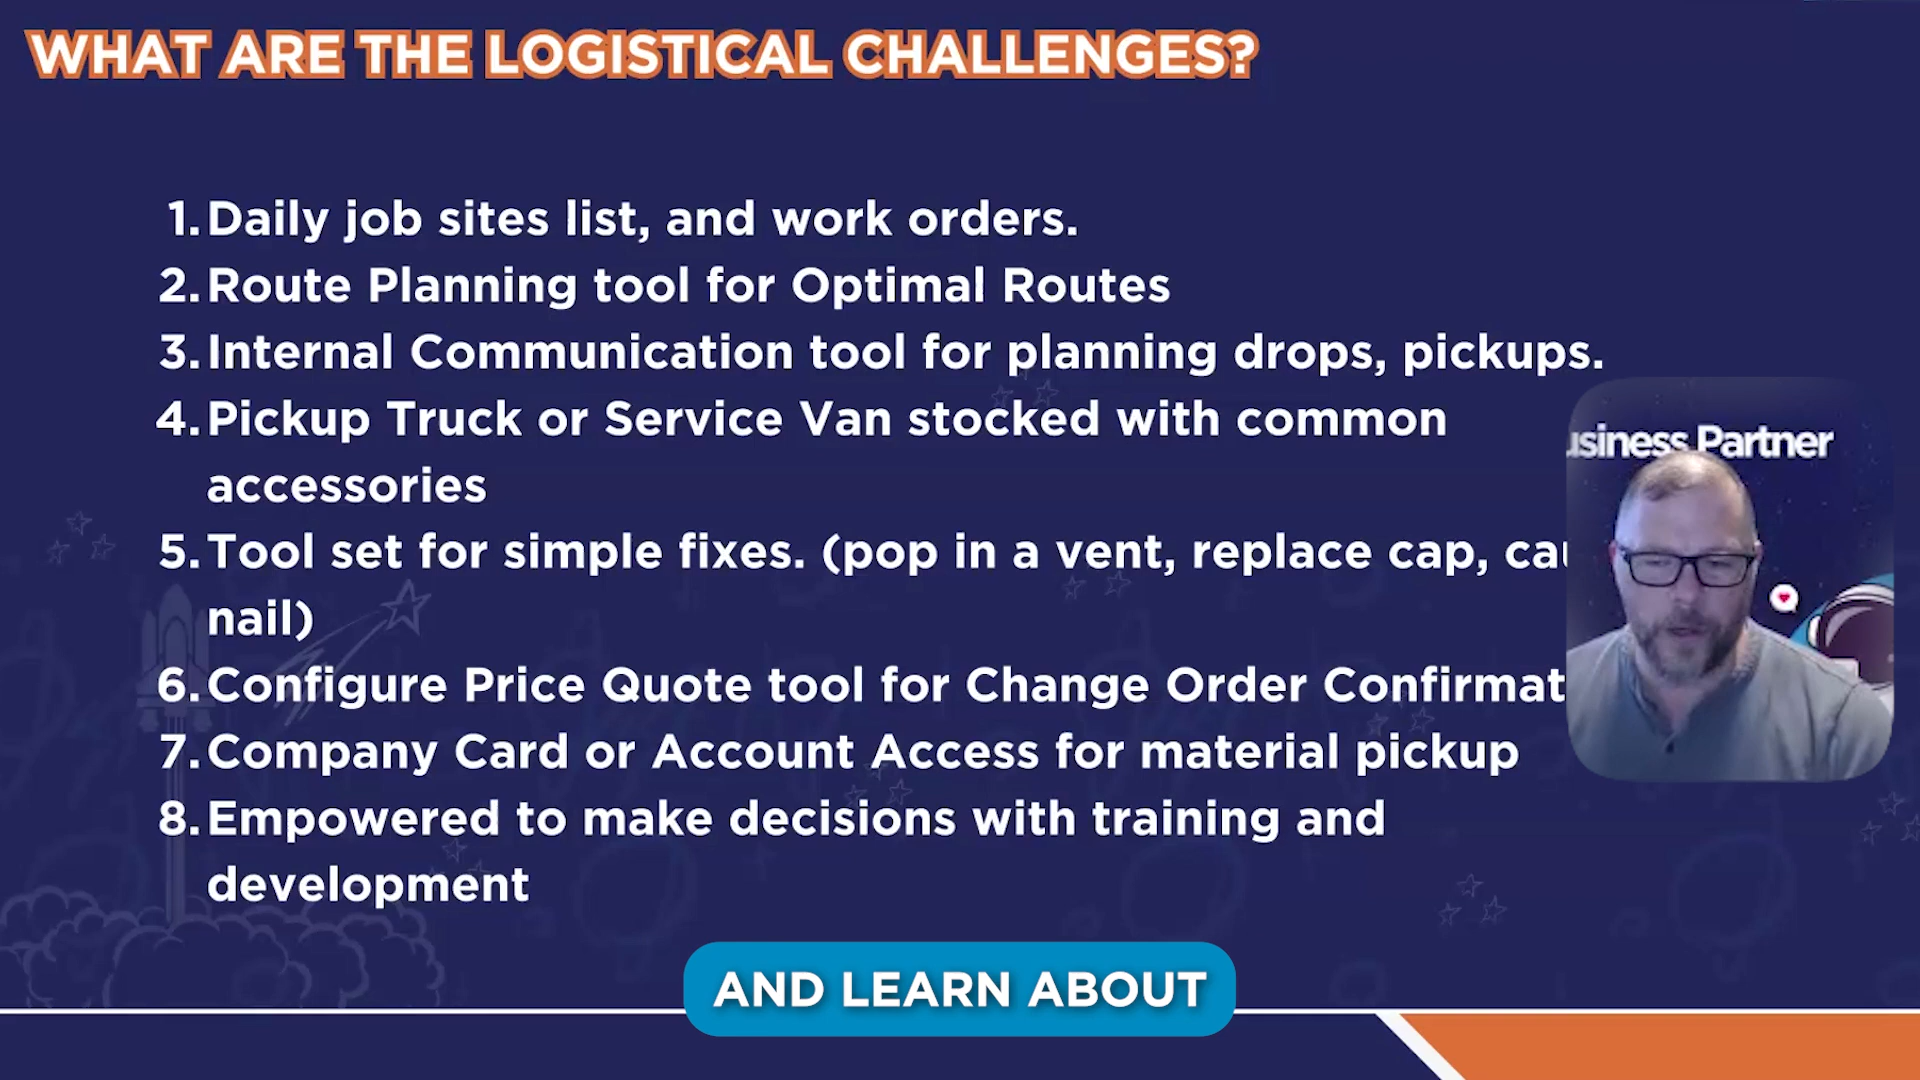 WHAT ARE THE LOGISTICAL CHALLENGES?
1. Daily job sites list, and work orders.
2. Route Planning tool for Optimal Routes
3. Internal Communication tool for planning drops, pickups.
4. Pickup Truck or Service Van stocked with common
accessories
usiness Partner
5. Tool set for simple fixes. (pop in a vent, replace cap,
nail)
6. Configure Price Quote tool for Change Order Confirmat
7. Company Card or Account Access for material pickup
8. Empowered to make decisions with training and
development
AND LEARN ABOUT